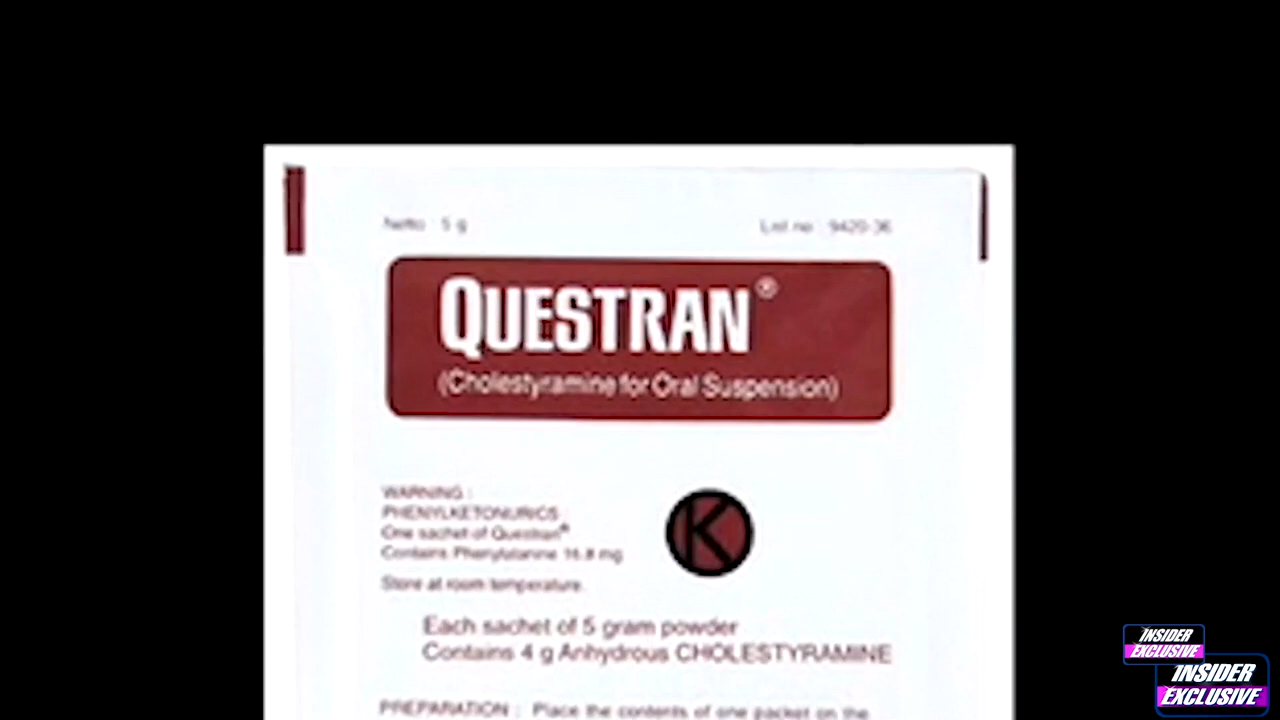 Netto : 5 g
List no : 9420-36
QUESTRAN®
(Cholestyramine for Oral Suspension)
WARNING :
PHENYLKETONURICS :
One sachet of Questran®
Contains Phenylalanine 16.8 mg
K
Store at room temperature.
Each sachet of 5 gram powder
Contains 4 g Anhydrous CHOLESTYRAMINE
PREPARATION : Place the contents of one packet on the
INSIDER
EXCLUSIVE
INSIDER
EXCLUSIVE